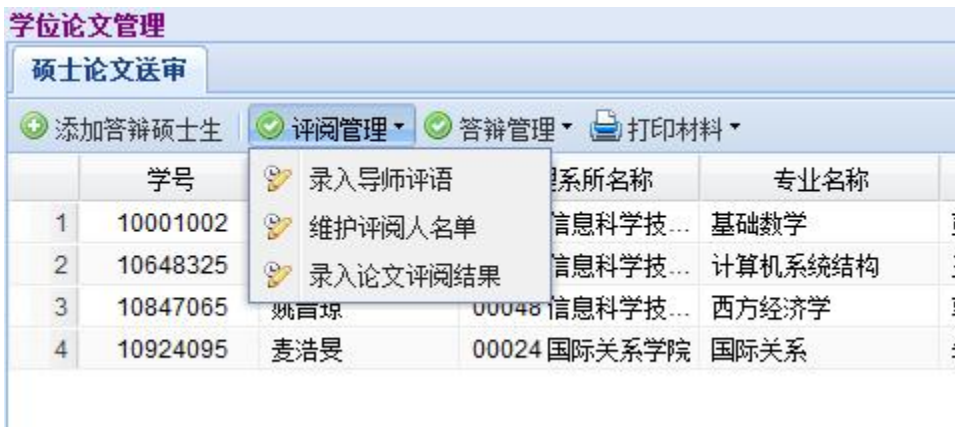 学位论文管理
硕士论文送审
添加答辩硕士生 评阅管理 答辩管理 打印材料
学号 系所名称 专业名称
录入导师评语
维护评阅人名单
录入论文评阅结果
1 10001002 信息科学技... 基础数学
2 10648325 信息科学技... 计算机系统结构
3 10847065 00048 信息科学技... 西方经济学
4 10924095 麦浩旻 00024 国际关系学院 国际关系